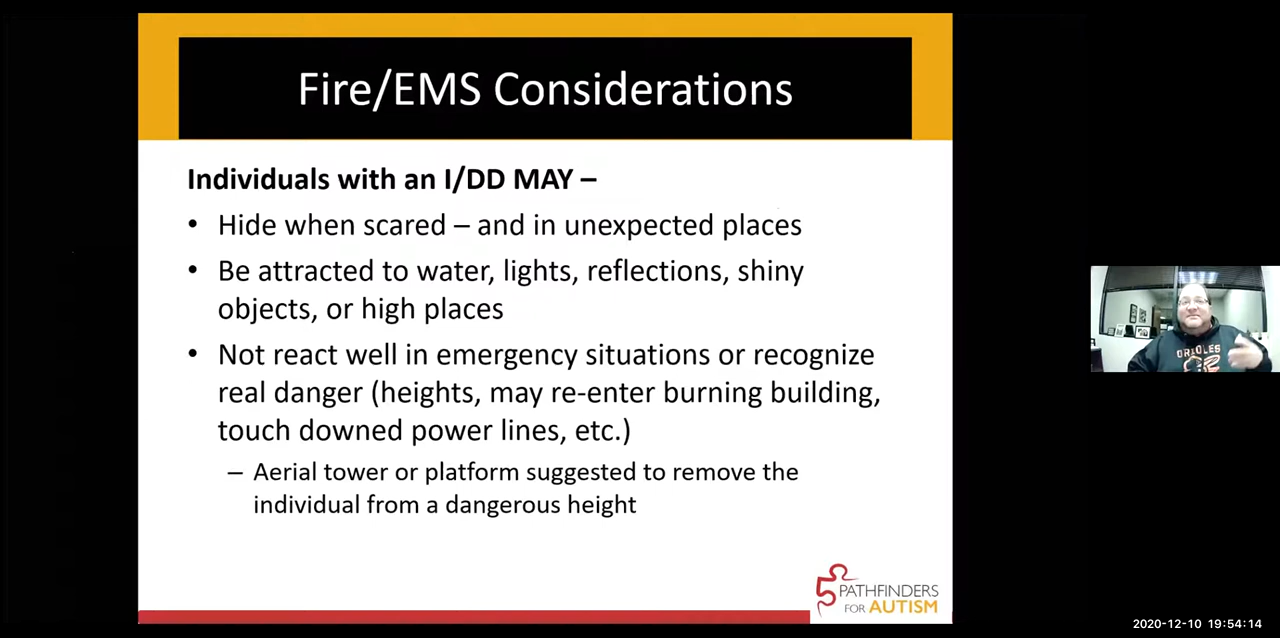 Fire/EMS Considerations
Individuals with an I/DD MAY –
• Hide when scared – and in unexpected places
• Be attracted to water, lights, reflections, shiny
objects, or high places
• Not react well in emergency situations or recognize
real danger (heights, may re-enter burning building,
touch downed power lines, etc.)
– Aerial tower or platform suggested to remove the
individual from a dangerous height
PATHFINDERS
FOR AUTISM
ORIOLES
2020-12-10 19:54:14